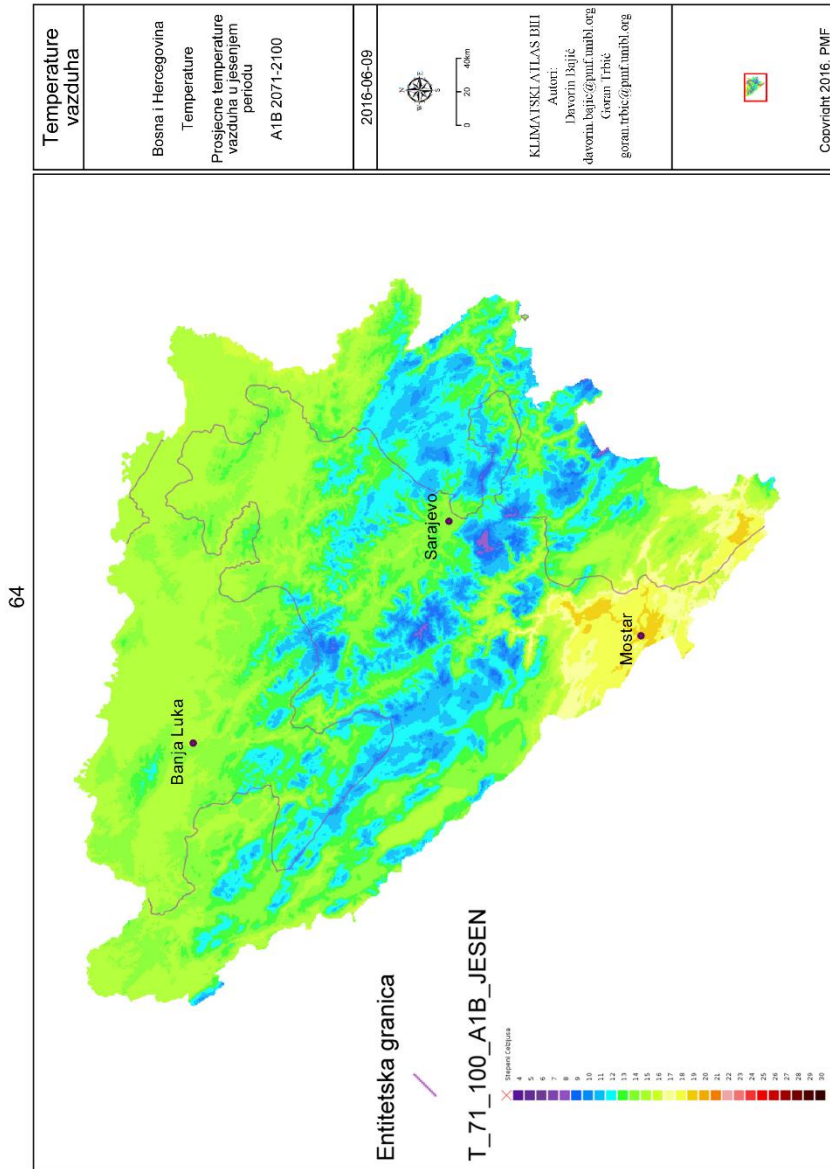 64
Temperature
vazduha
Bosna i Hercegovina
Temperature
Prosjecne temperature
vazduha u jesenjem
periodu
A1B 2071-2100
2016-06-09
N
W
E
S
0 20 40km
KLIMATSKI ATLAS BIH
Autori:
Davorin Bajić
davorin.bajic@pmf.unibl.org
Goran Trbić
goran.trbic@pmf.unibl.org
Copyright 2016. PMF
Banja Luka
Sarajevo
Mostar
Entitetska granica
T_71_100_A1B_JESEN
Stepeni Celzijusa
4
5
6
7
8
9
10
11
12
13
14
15
16
17
18
19
20
21
22
23
24
25
26
27
28
29
30